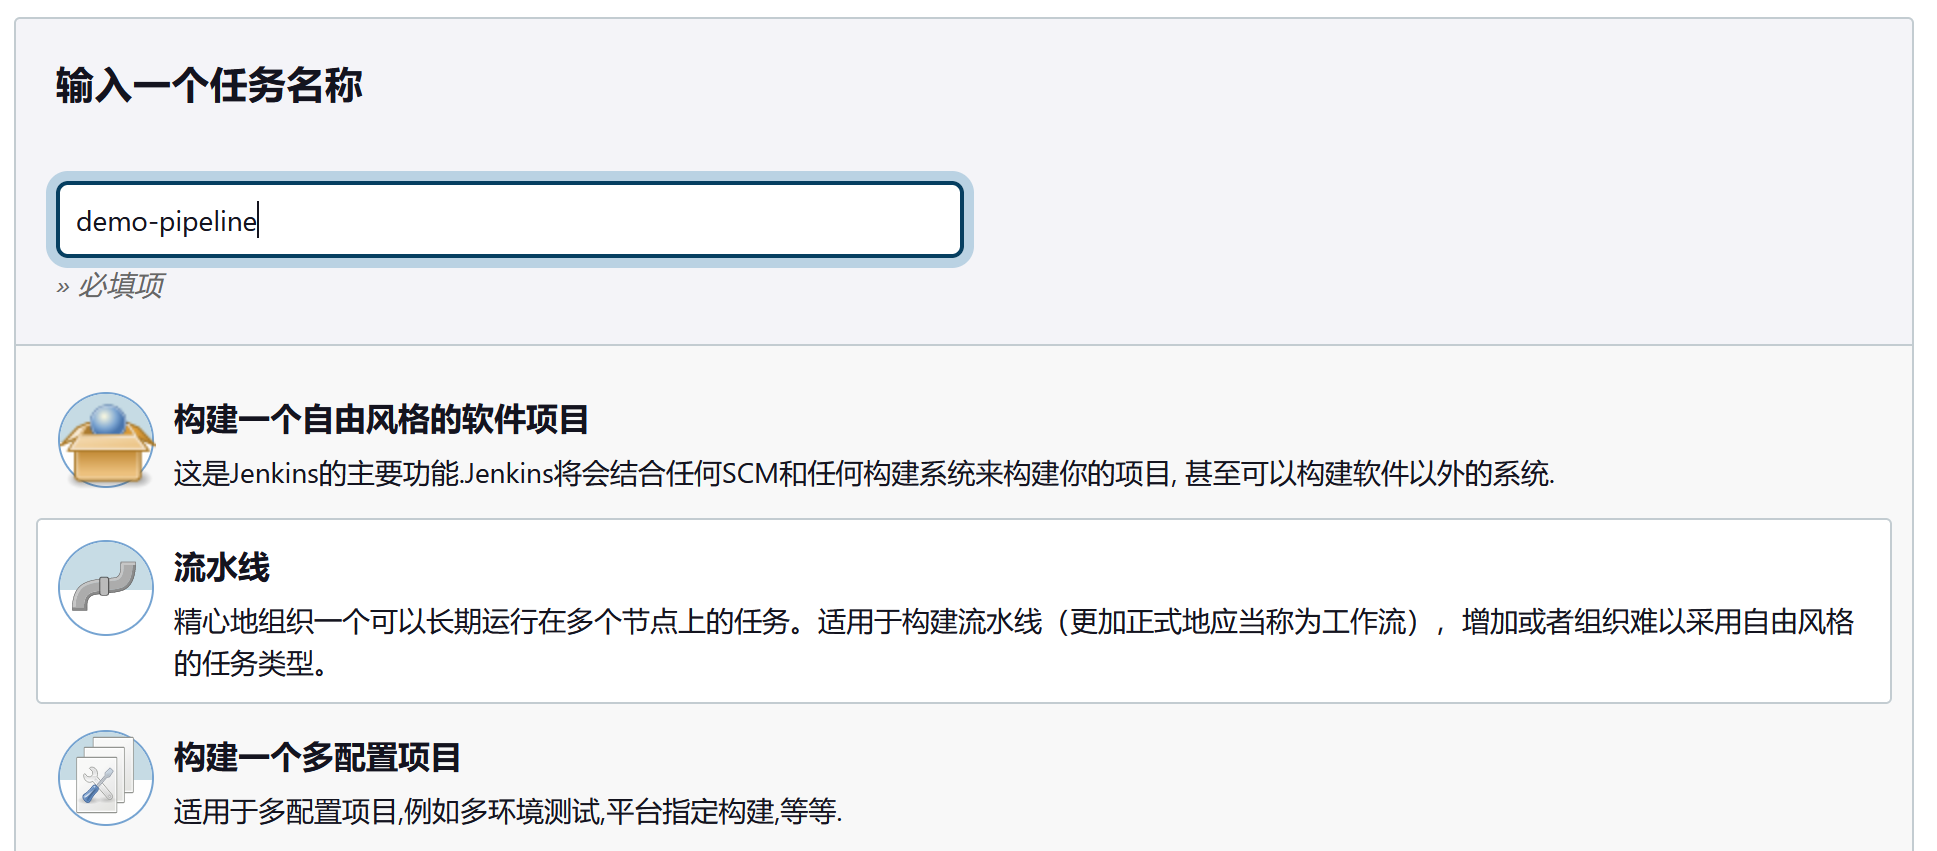 输入一个任务名称
demo-pipeline
» 必填项
构建一个自由风格的软件项目
这是Jenkins的主要功能.Jenkins将会结合任何SCM和任何构建系统来构建你的项目, 甚至可以构建软件以外的系统.
流水线
精心地组织一个可以长期运行在多个节点上的任务。适用于构建流水线（更加正式地应当称为工作流），增加或者组织难以采用自由风格
的任务类型。
构建一个多配置项目
适用于多配置项目,例如多环境测试,平台指定构建,等等.